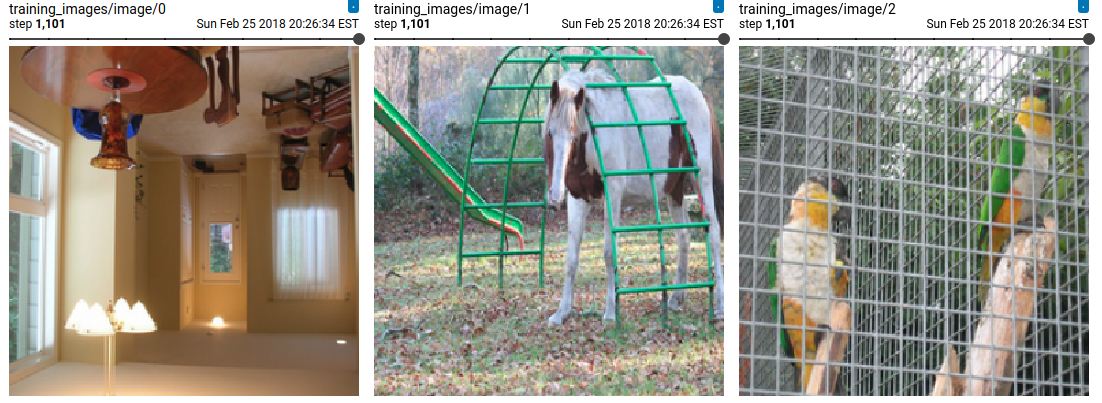 training_images/image/0
step 1,101 Sun Feb 25 2018 20:26:34 EST
training_images/image/1
step 1,101 Sun Feb 25 2018 20:26:34 EST
training_images/image/2
step 1,101 Sun Feb 25 2018 20:26:34 EST